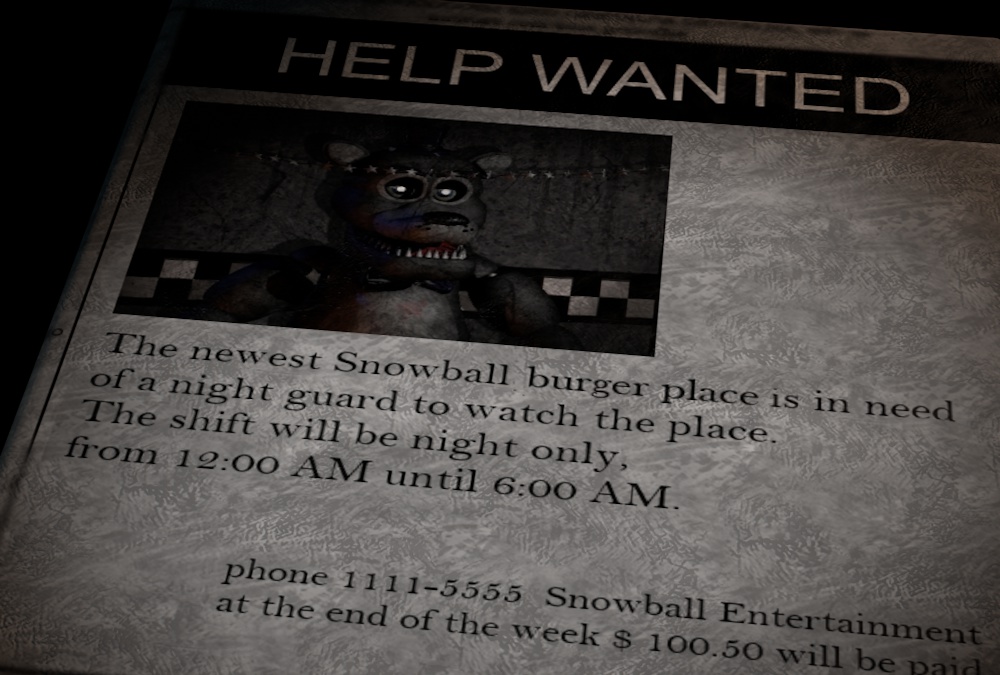 HELP WANTED
The newest Snowball burger place is in need
of a night guard to watch the place.
The shift will be night only,
from 12:00 AM until 6:00 AM.
phone 1111-5555 Snowball Entertainment
at the end of the week $ 100.50 will be paid